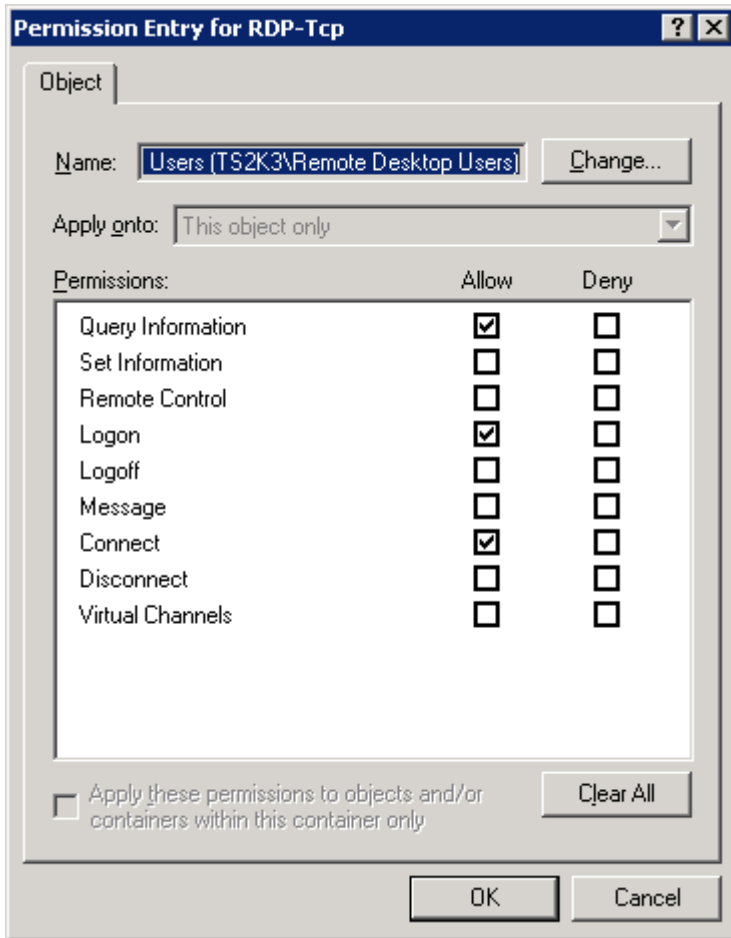 Permission Entry for RDP-Tcp
Object
Name: Users (TS2K3\Remote Desktop Users) Change...
Apply onto: This object only
Permissions: Allow Deny
Query Information
Set Information
Remote Control
Logon
Logoff
Message
Connect
Disconnect
Virtual Channels
Apply these permissions to objects and/or
containers within this container only
Clear All
OK Cancel